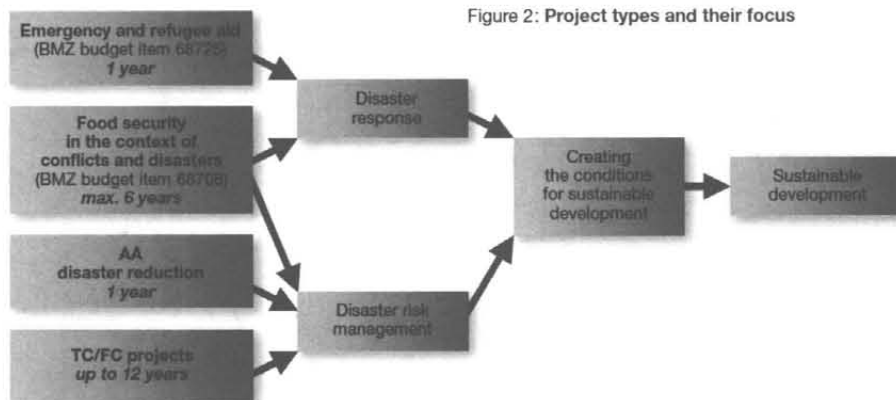 Figure 2: Project types and their focus
Emergency and refugee aid
(BMZ budget item 68725)
1 year
Food security
in the context of
conflicts and disasters
(BMZ budget item 68708)
max. 6 years
AA
disaster reduction
1 year
TC/FC projects
up to 12 years
Disaster
response
Disaster risk
management
Creating
the conditions
for sustainable
development
Sustainable
development